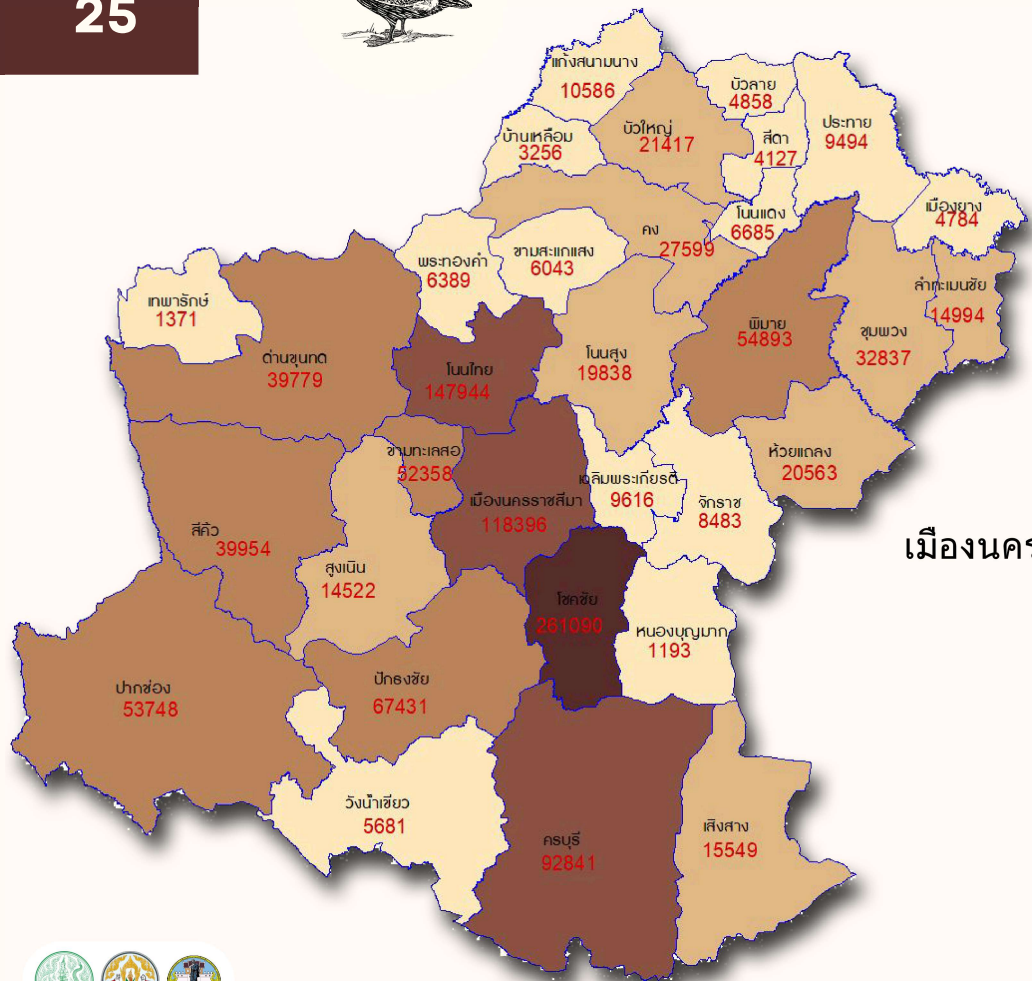 25
แก้งสนามนาง
10586
บัวลาย
4858
ประทาย
9494
บัวใหญ่
21417
สีดา
4127
บ้านเหลื่อม
3256
เมืองยาง
4784
โนนแดง
6685
คง
27599
ขามสะแกแสง
6043
พระทองคำ
6389
ลำทะเมนชัย
14994
เทพารักษ์
1371
พิมาย
54893
ชุมพวง
32837
ด่านขุนทด
39779
โนนไทย
147944
โนนสูง
19838
ขามทะเลสอ
52358
ห้วยแถลง
20563
เฉลิมพระเกียรติ
9616
เมืองนครราชสีมา
118396
จักราช
8483
สีคิ้ว
39954
เมืองนคร
สูงเนิน
14522
โชคชัย
261090
หนองบุญมาก
1193
ปากช่อง
53748
ปักธงชัย
67431
วังน้ำเขียว
5681
ครบุรี
92841
เสิงสาง
15549